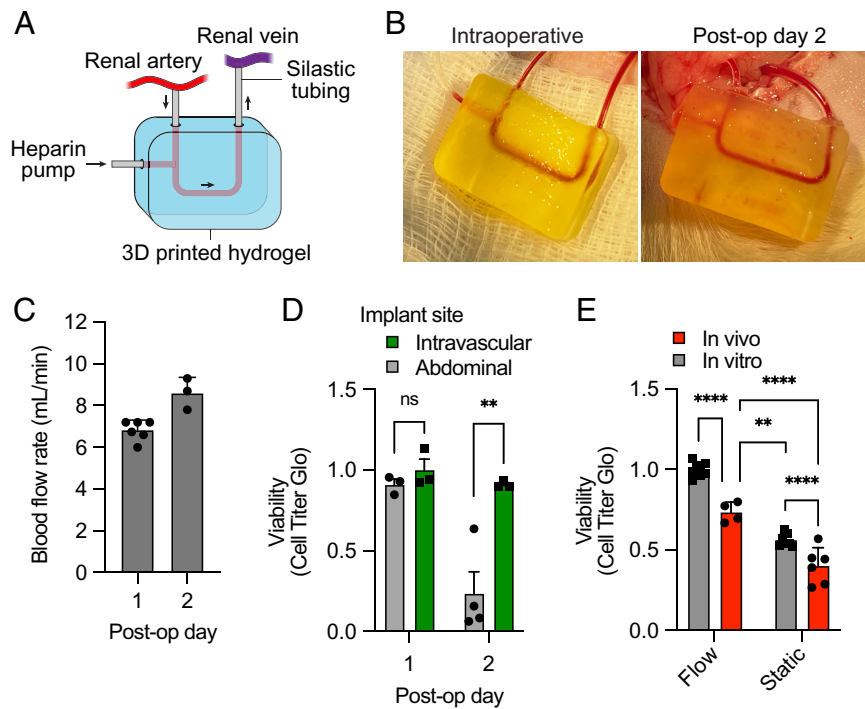 A
Renal artery
Renal vein
Silastic
tubing
Heparin
pump
3D printed hydrogel
B
Intraoperative
Post-op day 2
C
Blood flow rate (mL/min)
12
10
8
6
4
2
0
1
2
Post-op day
D
Implant site
Intravascular
Abdominal
Viability
(Cell Titer Glo)
1.5
1.0
0.5
0.0
ns
**
1
2
Post-op day
E
In vivo
In vitro
Viability
(Cell Titer Glo)
1.5
1.0
0.5
0.0
****
****
**
****
Flow
Static